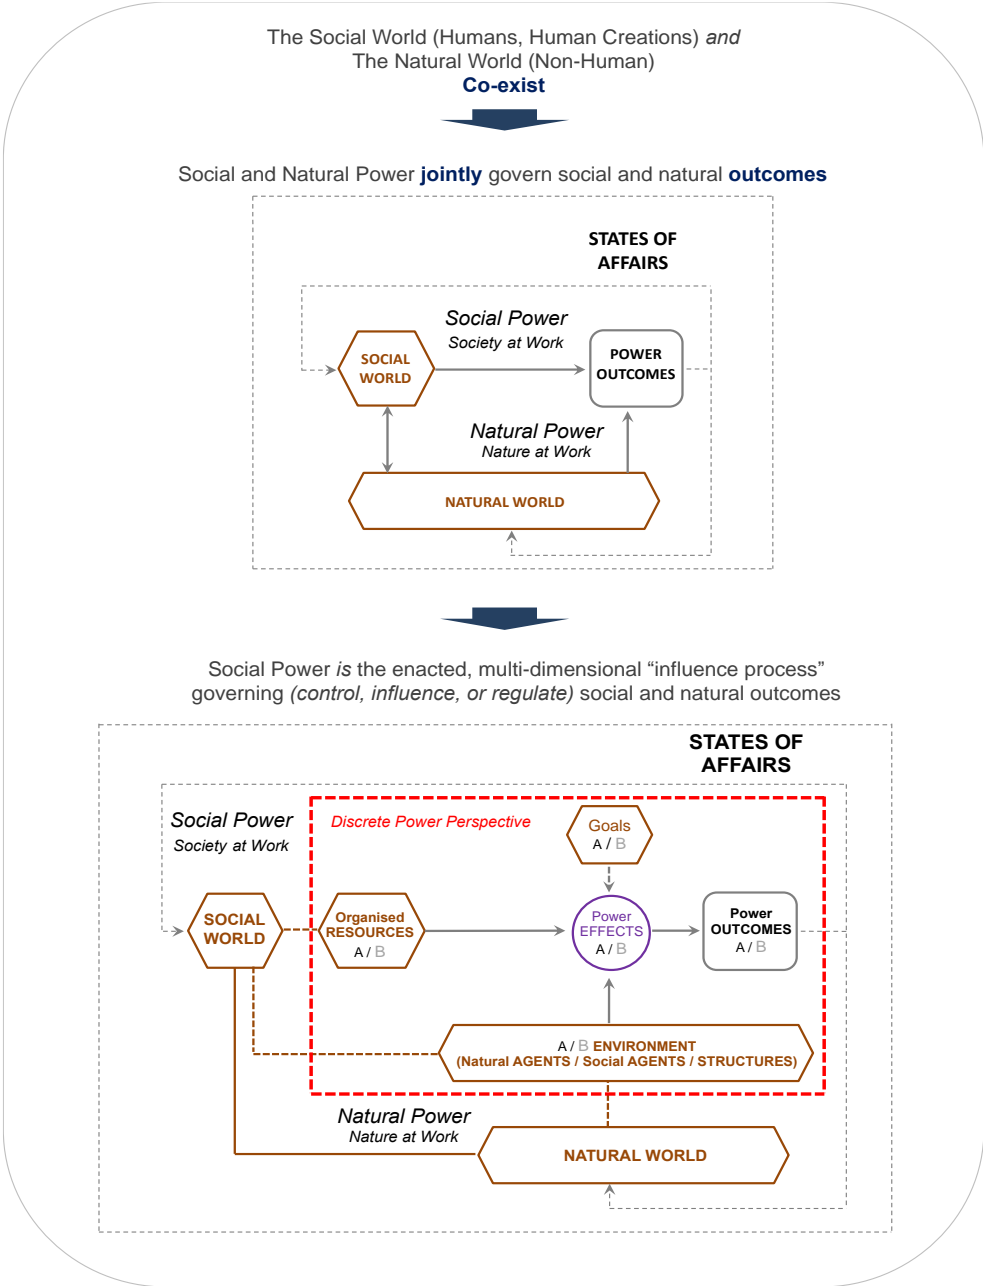 The Social World (Humans, Human Creations) and
The Natural World (Non-Human)
Co-exist
Social and Natural Power jointly govern social and natural outcomes
STATES OF
AFFAIRS
Social Power
Society at Work
SOCIAL
WORLD
POWER
OUTCOMES
Natural Power
Nature at Work
NATURAL WORLD
Social Power is the enacted, multi-dimensional “influence process”
governing (control, influence, or regulate) social and natural outcomes
STATES OF
AFFAIRS
Social Power
Society at Work
Discrete Power Perspective
Goals
A / B
SOCIAL
WORLD
Organised
RESOURCES
A / B
Power
EFFECTS
A / B
Power
OUTCOMES
A / B
A / B ENVIRONMENT
(Natural AGENTS / Social AGENTS / STRUCTURES)
Natural Power
Nature at Work
NATURAL WORLD